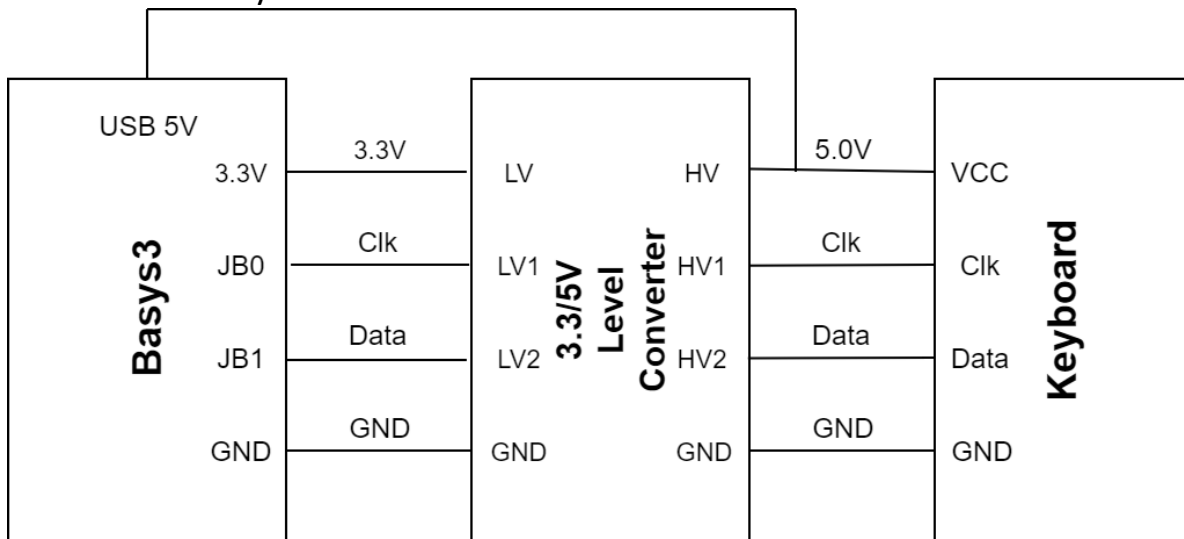 USB 5V
3.3V
JB0
JB1
GND
Basys3
3.3V
Clk
Data
GND
LV
LV1
LV2
GND
3.3/5V
Level
Converter
HV
HV1
HV2
GND
5.0V
Clk
Data
GND
VCC
Clk
Data
GND
Keyboard